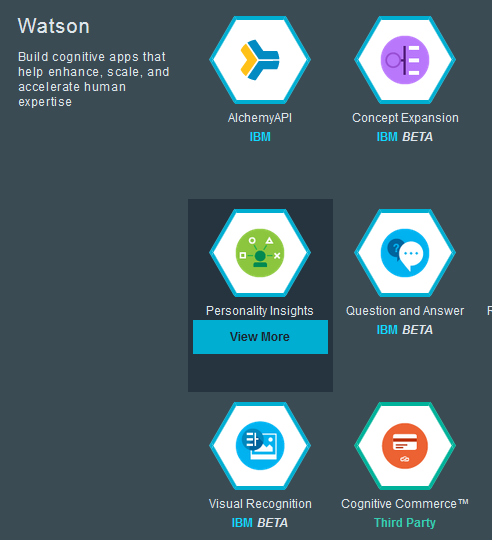 Watson
Build cognitive apps that
help enhance, scale, and
accelerate human
expertise
AlchemyAPI
IBM
Concept Expansion
IBM BETA
Personality Insights
View More
Question and Answer
IBM BETA
Visual Recognition
IBM BETA
Cognitive Commerce™
Third Party